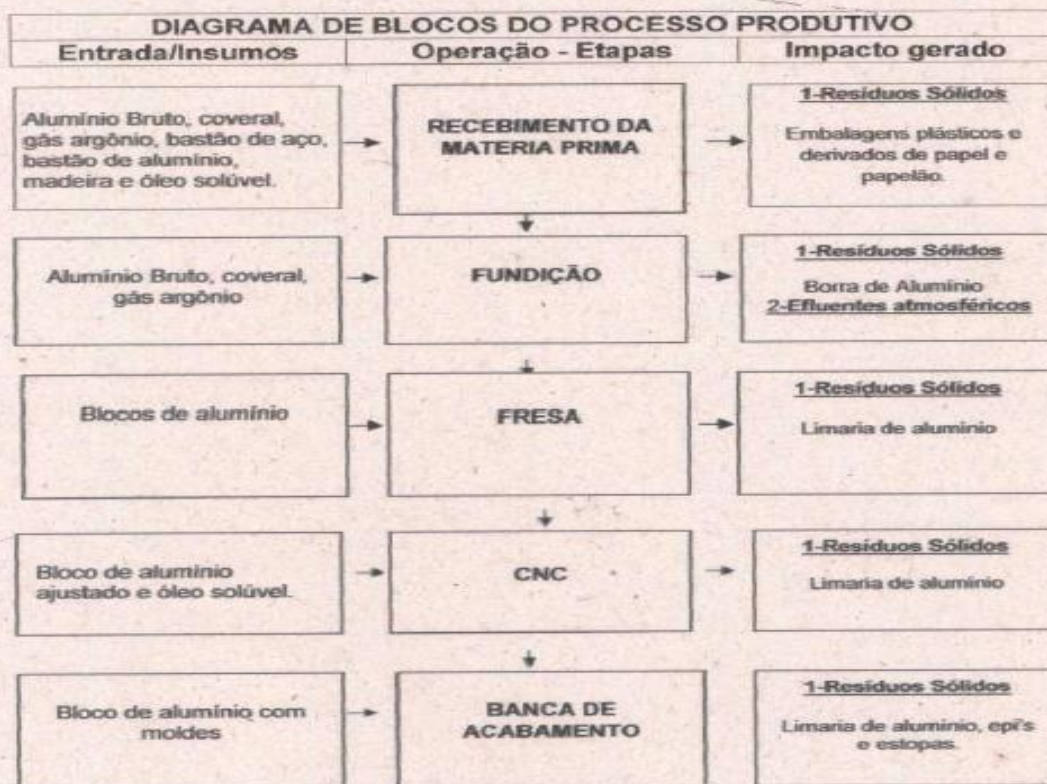 DIAGRAMA DE BLOCOS DO PROCESSO PRODUTIVO
Entrada/Insumos
Operação - Etapas
Impacto gerado
Alumínio Bruto, coveral,
gás argônio, bastão de aço,
bastão de alumínio,
madeira e óleo solúvel.
RECEBIMENTO DA
MATERIA PRIMA
1-Resíduos Sólidos
Embalagens plásticos e
derivados de papel e
papelão.
Alumínio Bruto, coveral,
gás argônio
FUNDIÇÃO
1-Resíduos Sólidos
Borra de Alumínio
2-Efluentes atmosféricos
Blocos de alumínio
FRESA
1-Resíduos Sólidos
Limaria de alumínio
Bloco de alumínio
ajustado e óleo solúvel.
CNC
1-Resíduos Sólidos
Limaria de alumínio
Bloco de alumínio com
moldes
BANCA DE
ACABAMENTO
1-Resíduos Sólidos
Limaria de alumínio, epi's
e estopas.